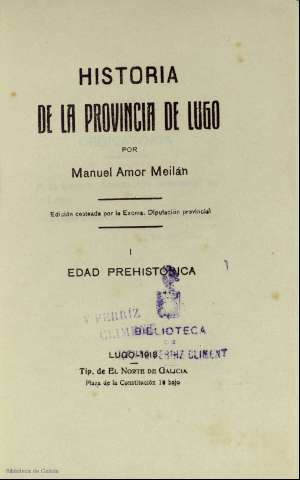 HISTORIA
DE LA PROVINCIA DE LUGO
POR
Manuel Amor Meilán
Edición costeada por la Excma. Diputación provincial
I
EDAD PREHISTÓRICA
BIBLIOTECA
LUGO-1918
CLIMENT
Tip. de EL NORTE DE GALICIA
Plaza de la Constitución 18 bajo
Biblioteca de Galicia